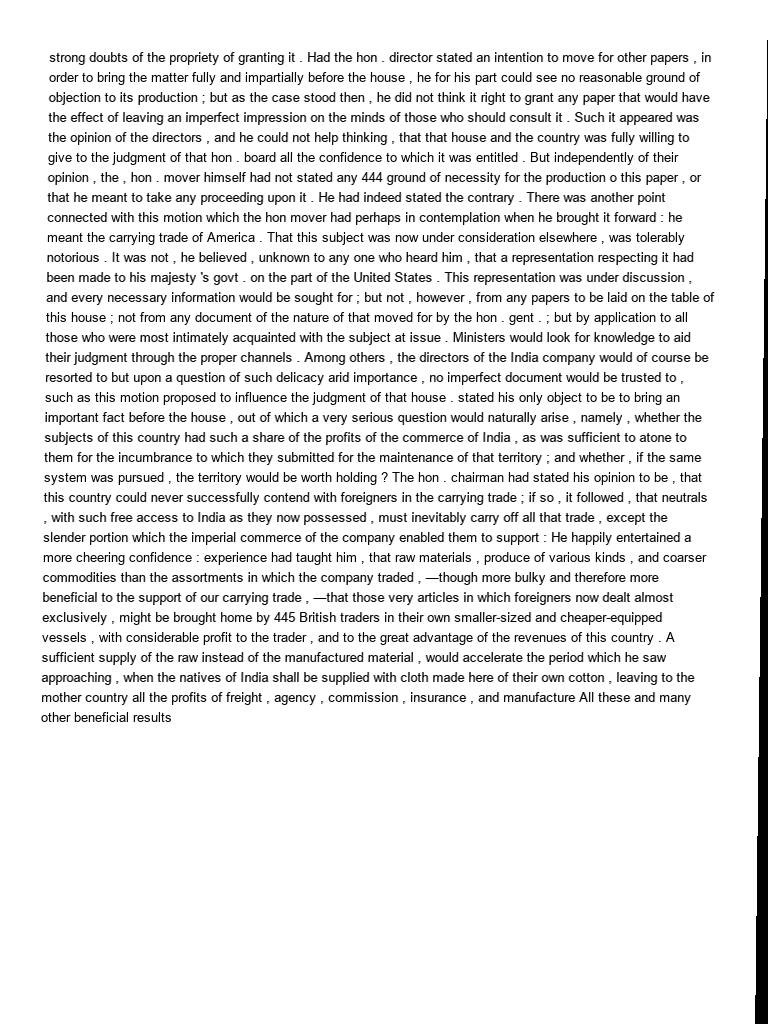 strong doubts of the propriety of granting it . Had the hon . director stated an intention to move for other papers , in
order to bring the matter fully and impartially before the house , he for his part could see no reasonable ground of
objection to its production ; but as the case stood then , he did not think it right to grant any paper that would have
the effect of leaving an imperfect impression on the minds of those who should consult it . Such it appeared was
the opinion of the directors , and he could not help thinking , that that house and the country was fully willing to
give to the judgment of that hon . board all the confidence to which it was entitled . But independently of their
opinion , the , hon . mover himself had not stated any 444 ground of necessity for the production o this paper , or
that he meant to take any proceeding upon it . He had indeed stated the contrary . There was another point
connected with this motion which the hon mover had perhaps in contemplation when he brought it forward : he
meant the carrying trade of America . That this subject was now under consideration elsewhere , was tolerably
notorious . It was not , he believed , unknown to any one who heard him , that a representation respecting it had
been made to his majesty 's govt . on the part of the United States . This representation was under discussion ,
and every necessary information would be sought for ; but not , however , from any papers to be laid on the table of
this house ; not from any document of the nature of that moved for by the hon . gent . ; but by application to all
those who were most intimately acquainted with the subject at issue . Ministers would look for knowledge to aid
their judgment through the proper channels . Among others , the directors of the India company would of course be
resorted to but upon a question of such delicacy arid importance , no imperfect document would be trusted to ,
such as this motion proposed to influence the judgment of that house . stated his only object to be to bring an
important fact before the house , out of which a very serious question would naturally arise , namely , whether the
subjects of this country had such a share of the profits of the commerce of India , as was sufficient to atone to
them for the incumbrance to which they submitted for the maintenance of that territory ; and whether , if the same
system was pursued , the territory would be worth holding ? The hon . chairman had stated his opinion to be , that
this country could never successfully contend with foreigners in the carrying trade ; if so , it followed , that neutrals
, with such free access to India as they now possessed , must inevitably carry off all that trade , except the
slender portion which the imperial commerce of the company enabled them to support : He happily entertained a
more cheering confidence : experience had taught him , that raw materials , produce of various kinds , and coarser
commodities than the assortments in which the company traded , —though more bulky and therefore more
beneficial to the support of our carrying trade , —that those very articles in which foreigners now dealt almost
exclusively , might be brought home by 445 British traders in their own smaller-sized and cheaper-equipped
vessels , with considerable profit to the trader , and to the great advantage of the revenues of this country . A
sufficient supply of the raw instead of the manufactured material , would accelerate the period which he saw
approaching , when the natives of India shall be supplied with cloth made here of their own cotton , leaving to the
mother country all the profits of freight , agency , commission , insurance , and manufacture All these and many
other beneficial results